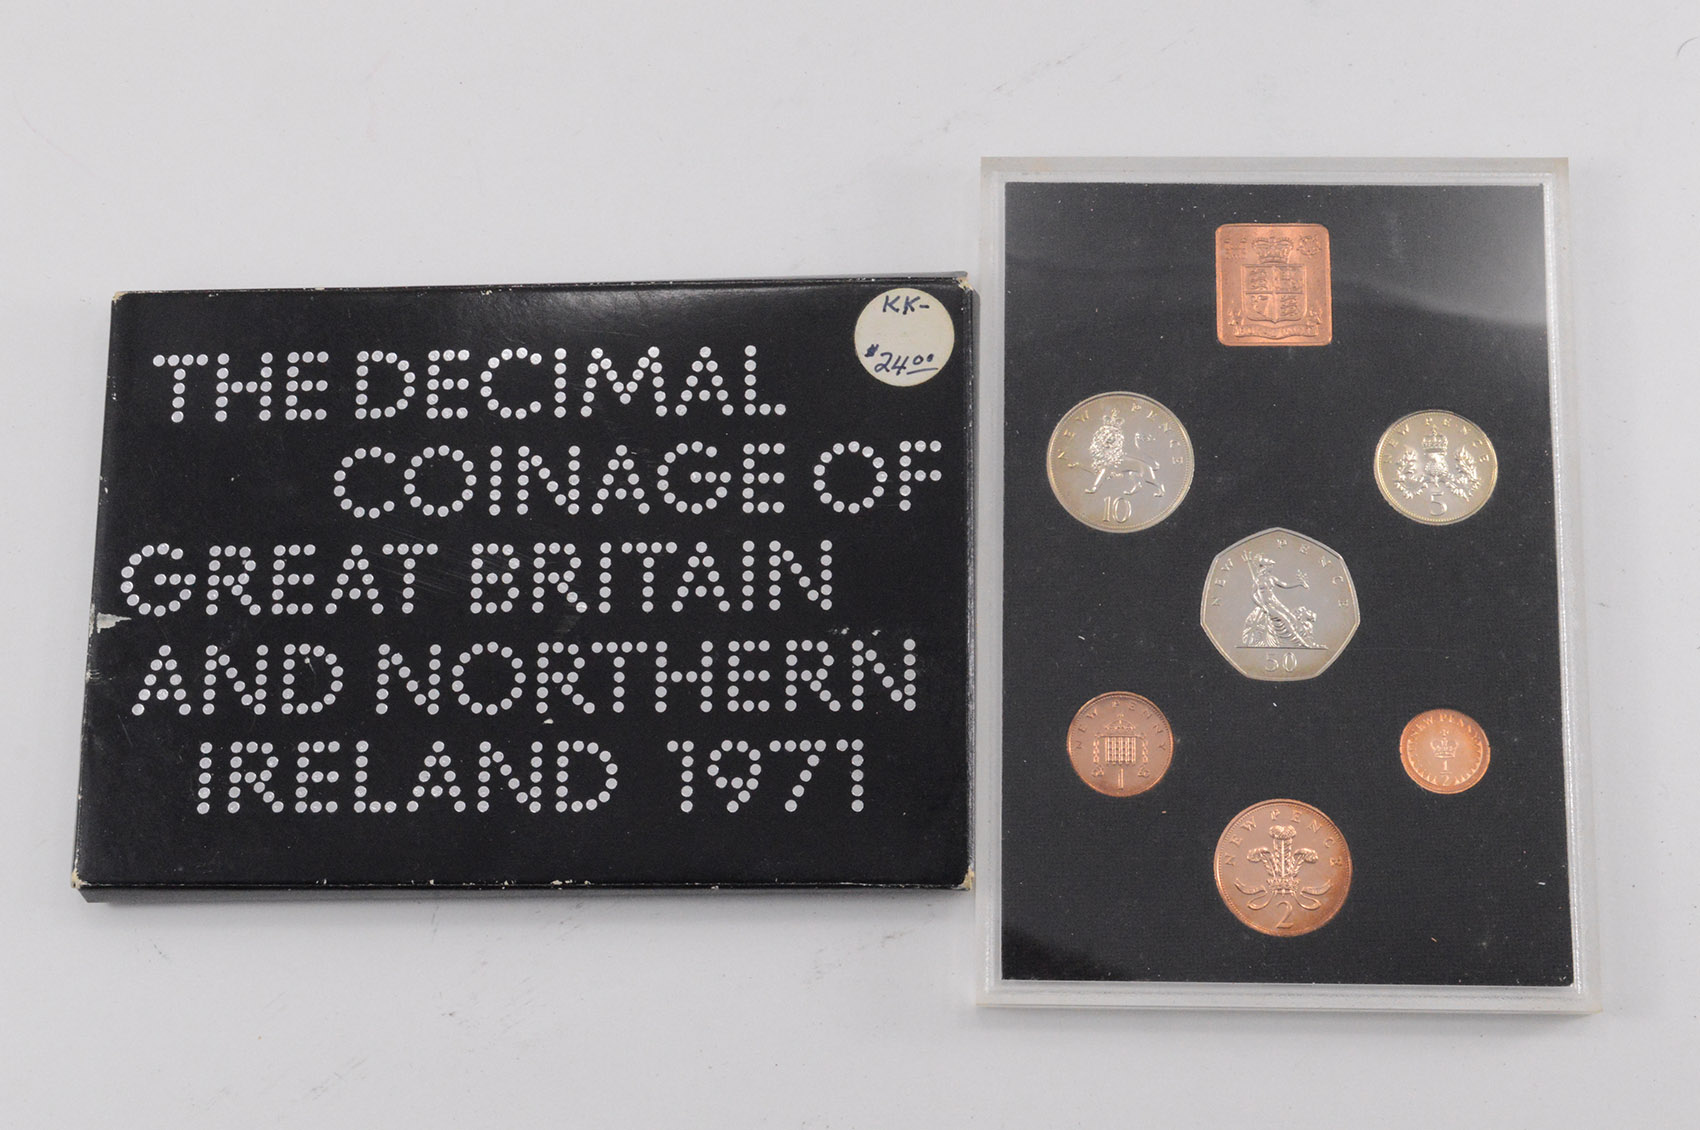 THE DECIMAL
COINAGE OF
GREAT BRITAIN
AND NORTHERN
IRELAND 1971
KK-
$24.00
NEW PENCE
10
NEW PENCE
5
NEW PENCE
50
NEW PENNY
1
NEW PENNY
1
2
NEW PENCE
2